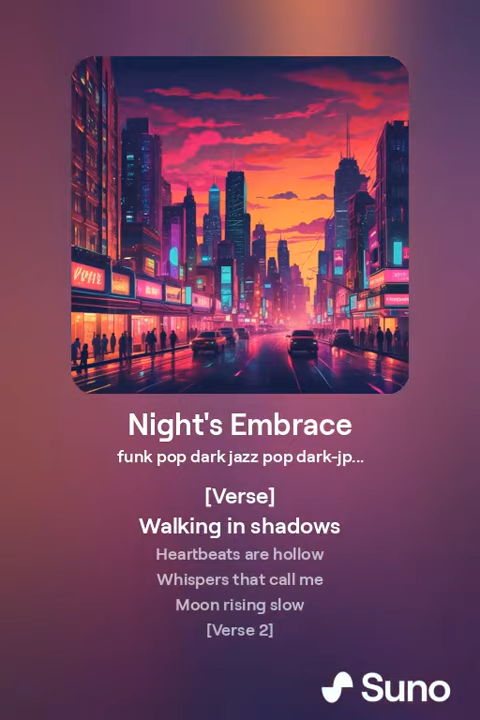 Night's Embrace
funk pop dark jazz pop dark-jp...
[Verse]
Walking in shadows
Heartbeats are hollow
Whispers that call me
Moon rising slow
[Verse 2]
Suno